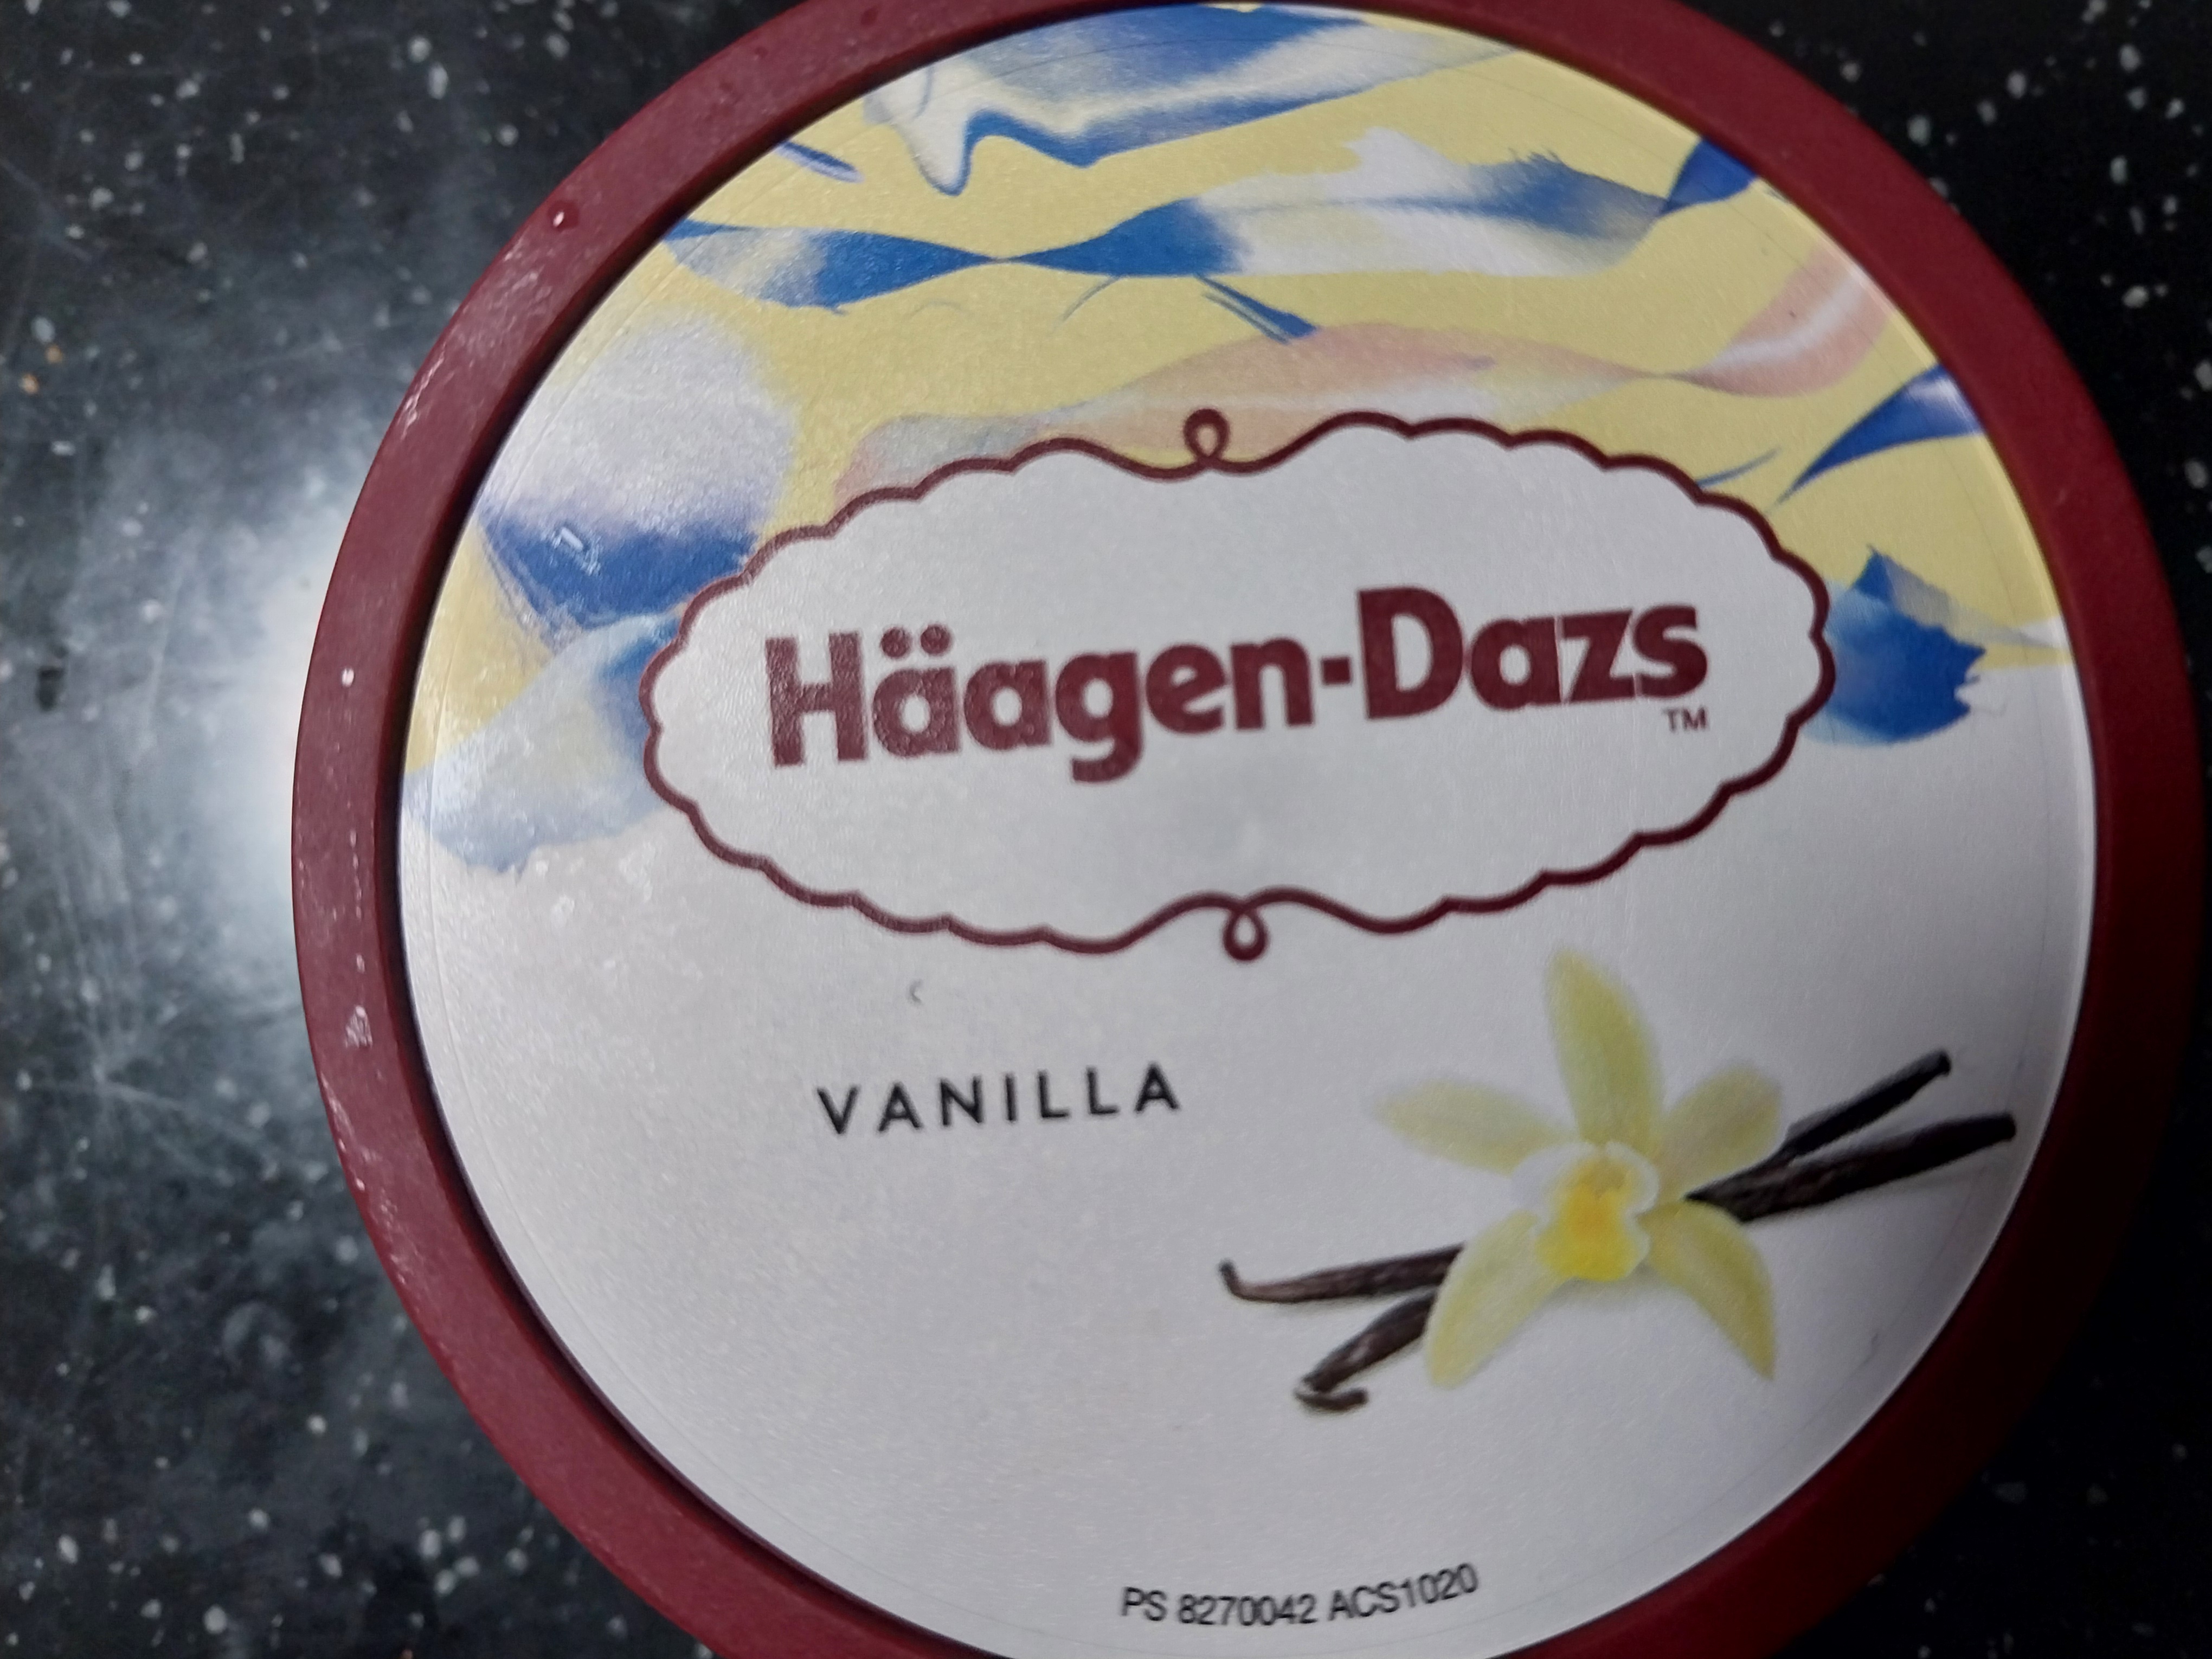 Häagen-Dazs
TM
VANILLA
PS 8270042 ACS1020